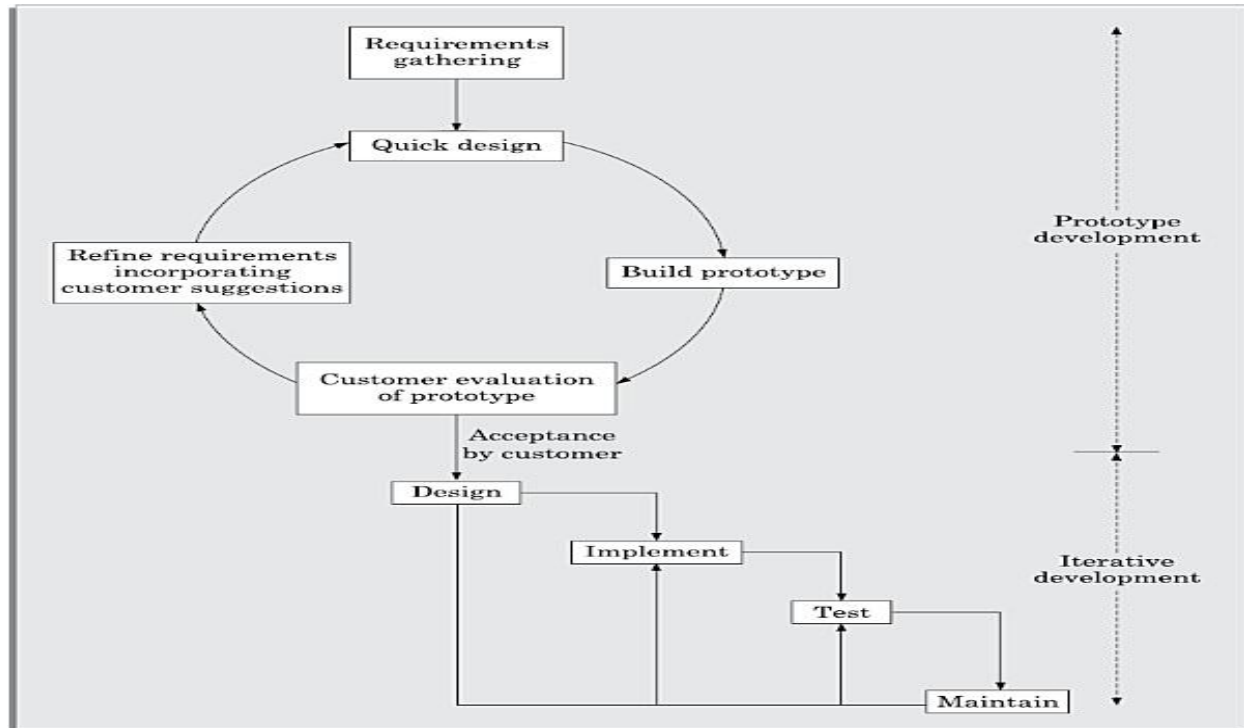 Requirements
gathering
Quick design
Refine requirements
incorporating
customer suggestions
Build prototype
Customer evaluation
of prototype
Acceptance
by customer
Design
Implement
Test
Maintain
Prototype
development
Iterative
development